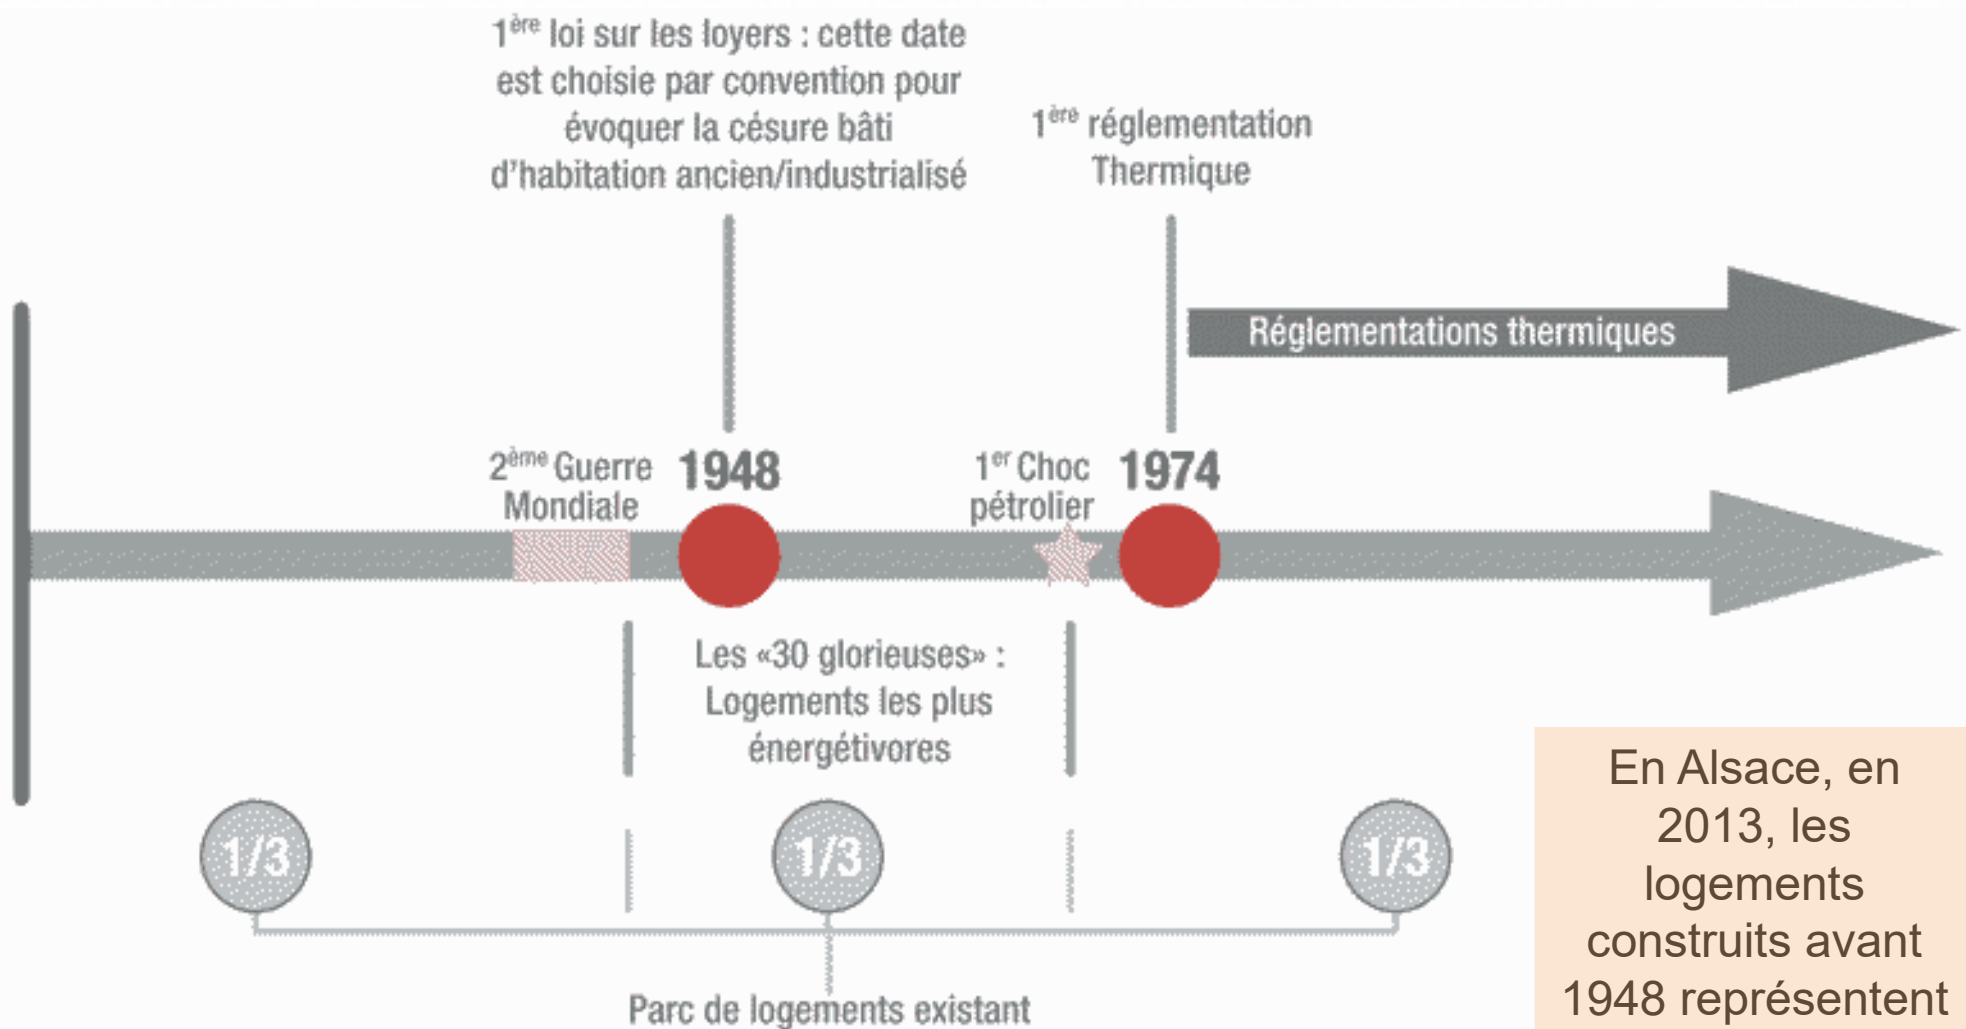 1ère loi sur les loyers : cette date
est choisie par convention pour
évoquer la césure bâti
d'habitation ancien/industrialisé
1ère réglementation
Thermique
Réglementations thermiques
2ème Guerre
Mondiale
1948
1er Choc
pétrolier
1974
Les «30 glorieuses» :
Logements les plus
énergétivores
1/3
1/3
1/3
Parc de logements existant
En Alsace, en
2013, les
logements
construits avant
1948 représentent